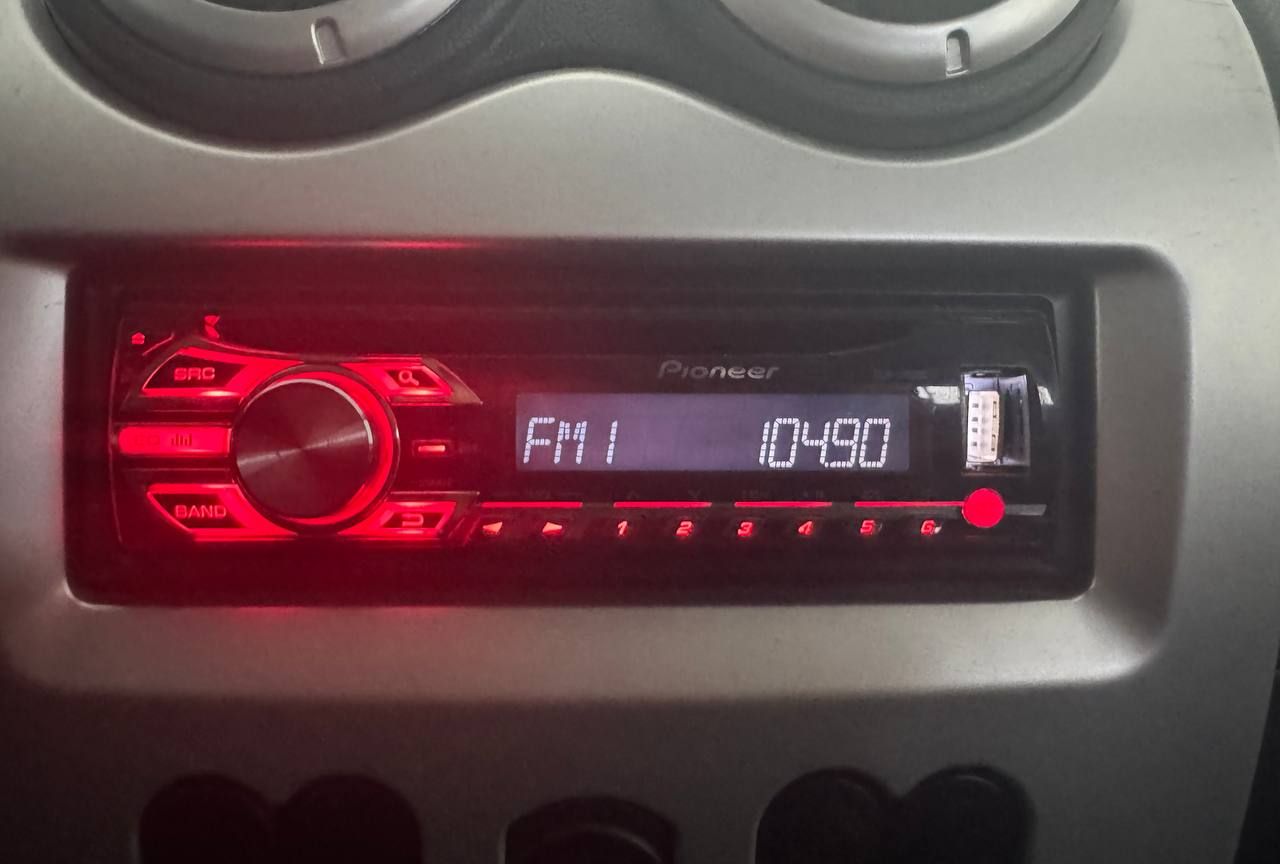 Pioneer
SRC
FM1 104.90
BAND
1 2 3 4 5 6